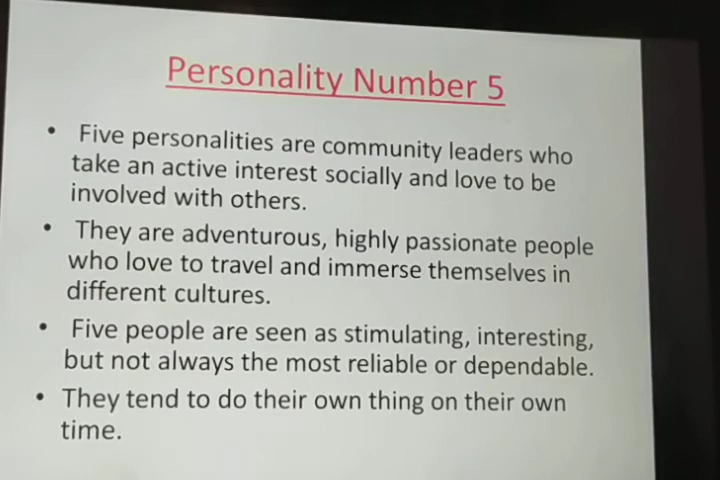 Personality Number 5
• Five personalities are community leaders who
take an active interest socially and love to be
involved with others.
• They are adventurous, highly passionate people
who love to travel and immerse themselves in
different cultures.
• Five people are seen as stimulating, interesting,
but not always the most reliable or dependable.
• They tend to do their own thing on their own
time.